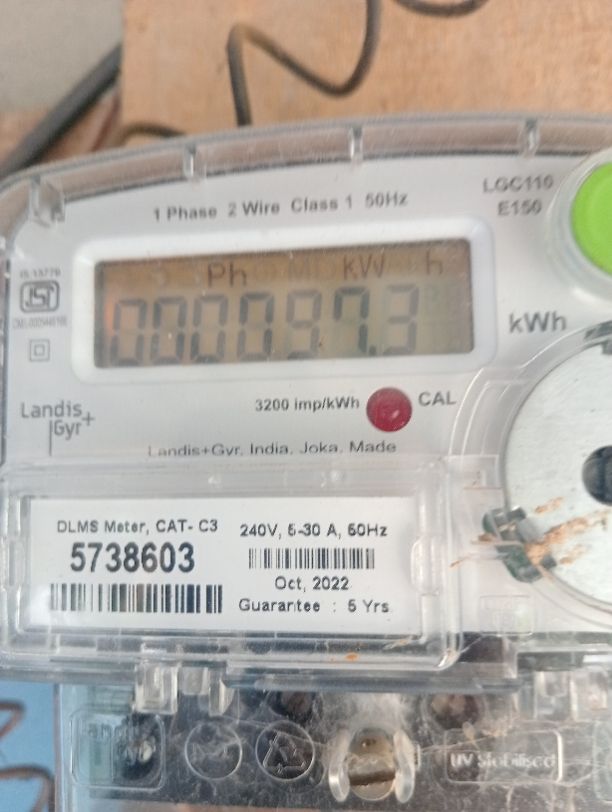 LGC110
E150
1 Phase 2 Wire Class 1 50Hz
Ph kW h
000097.3
kWh
3200 imp/kWh CAL
Landis+
Gyr
Landis+Gyr, India, Joka, Made
DLMS Meter, CAT- C3
5738603
240V, 5-30 A, 50Hz
Oct, 2022
Guarantee : 5 Yrs
UV Stabilised